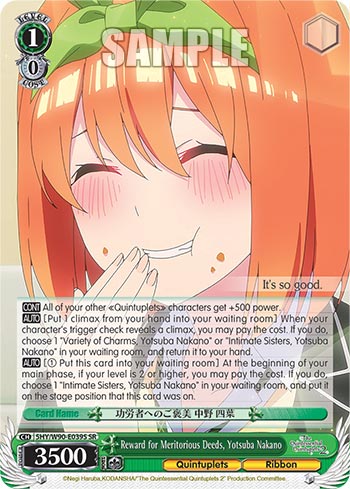 1
LEVEL
0
COST
SAMPLE
It's so good.
CONT All of your other «Quintuplets» characters get +500 power.
AUTO [Put 1 climax from your hand into your waiting room] When your
character's trigger check reveals a climax, you may pay the cost. If you do,
choose 1 "Variety of Charms, Yotsuba Nakano" or "Intimate Sisters, Yotsuba
Nakano" in your waiting room, and return it to your hand.
AUTO [① Put this card into your waiting room] At the beginning of your
main phase, if your level is 2 or higher, you may pay the cost. If you do,
choose 1 "Intimate Sisters, Yotsuba Nakano" in your waiting room, and put it
on the stage position that this card was on.
Card Name
功労者へのご褒美 中野 四葉
CH 5HY/W90-E039S SR
Reward for Meritorious Deeds, Yotsuba Nakano
POWER
3500
Quintuplets
Ribbon
©Negi Haruba,KODANSHA/"The Quintessential Quintuplets 2" Production Committee.